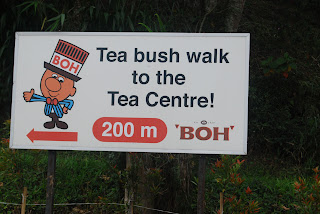 BOH
Tea bush walk
to the
Tea Centre!
200 m
BOH